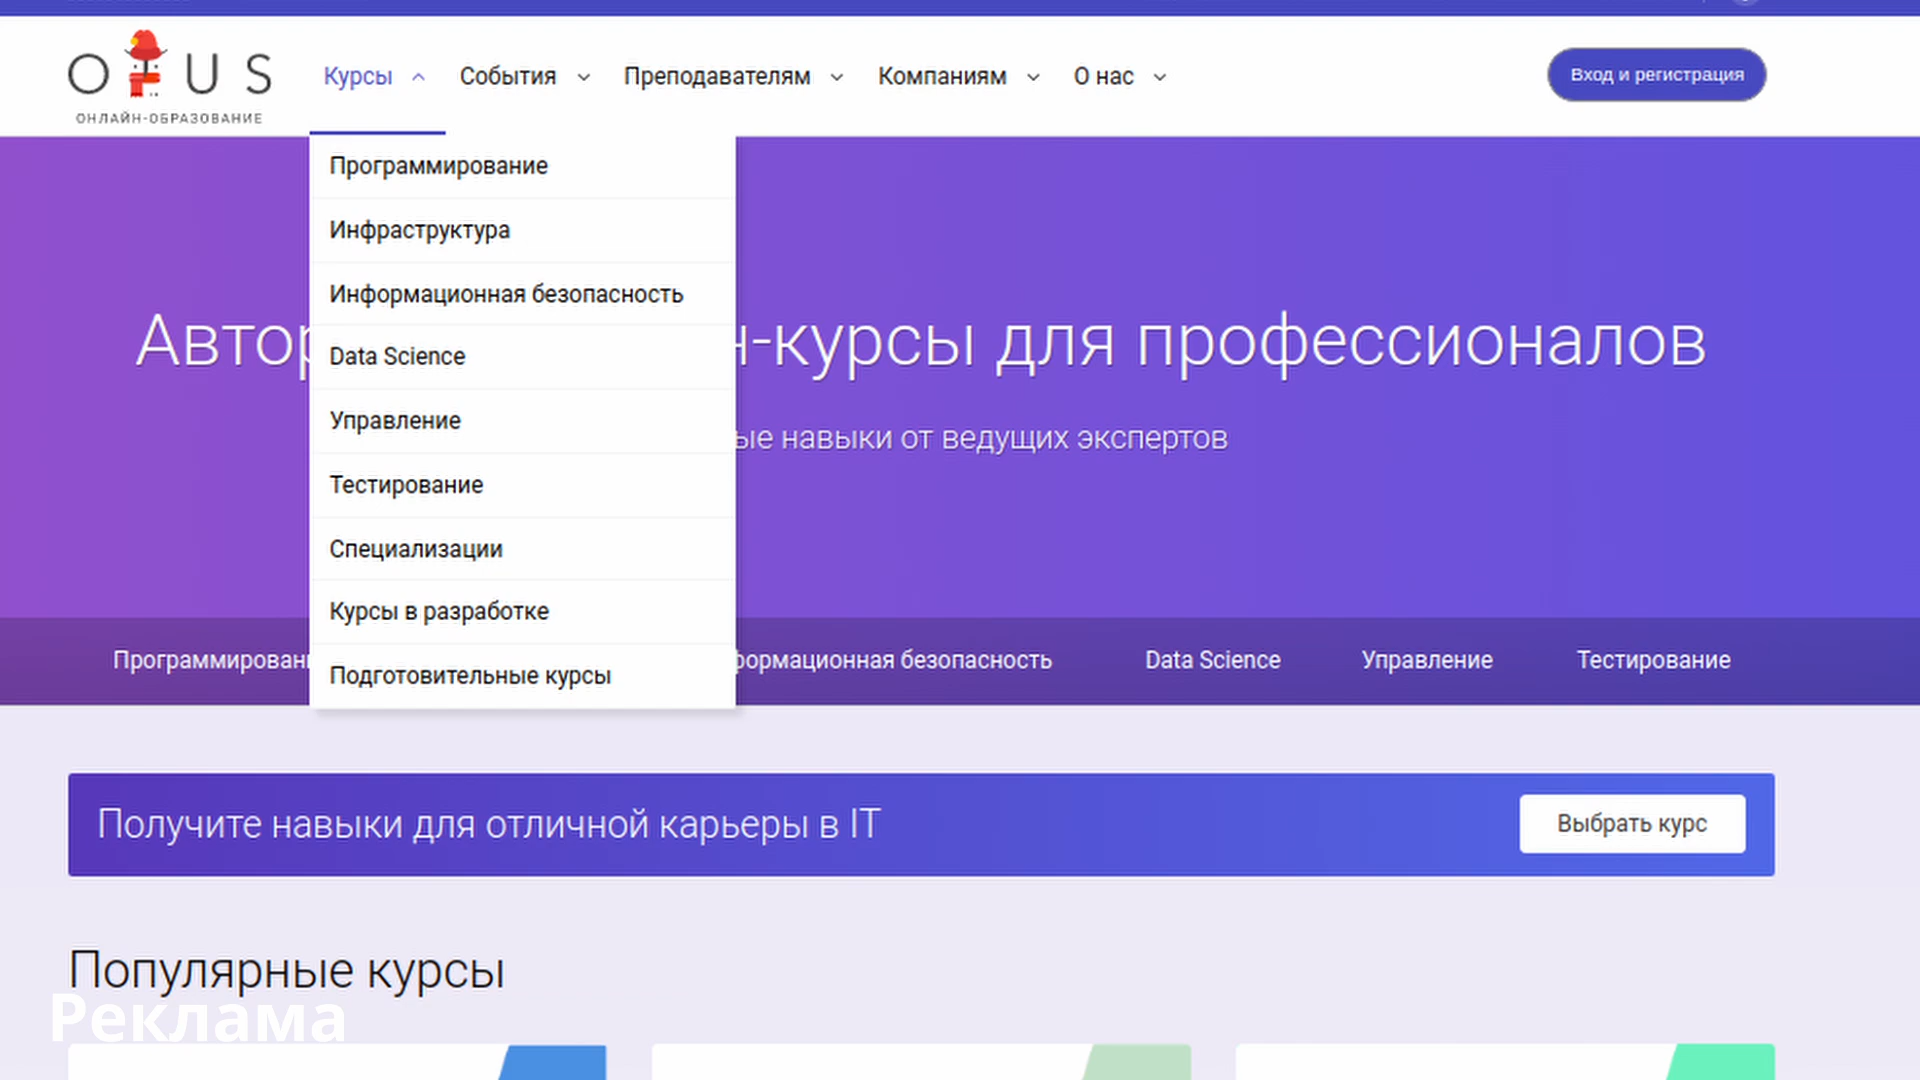 O US
ОНЛАЙН-ОБРАЗОВАНИЕ
Курсы События Преподавателям Компаниям О нас
Вход и регистрация
Программирование
Инфраструктура
Информационная безопасность
Data Science
Управление
Тестирование
Специализации
Курсы в разработке
Подготовительные курсы
Автор н-курсы для профессионалов
ые навыки от ведущих экспертов
Программирован формационная безопасность Data Science Управление Тестирование
Получите навыки для отличной карьеры в IT
Выбрать курс
Популярные курсы
Реклама